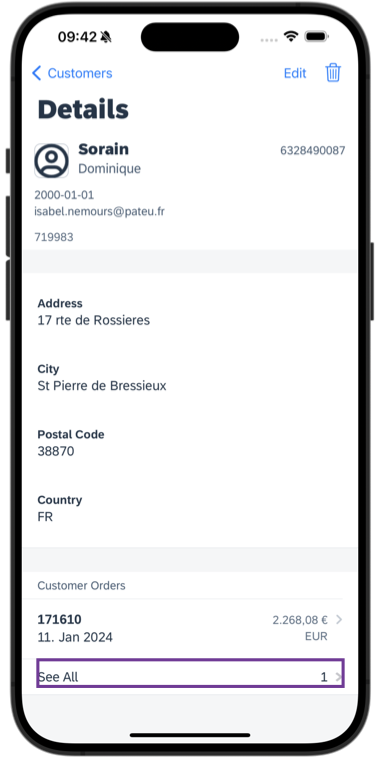 09:42
Customers
Edit
Details
Sorain
6328490087
Dominique
2000-01-01
isabel.nemours@pateu.fr
719983
Address
17 rte de Rossieres
City
St Pierre de Bressieux
Postal Code
38870
Country
FR
Customer Orders
171610
2.268,08 €
11. Jan 2024
EUR
See All
1